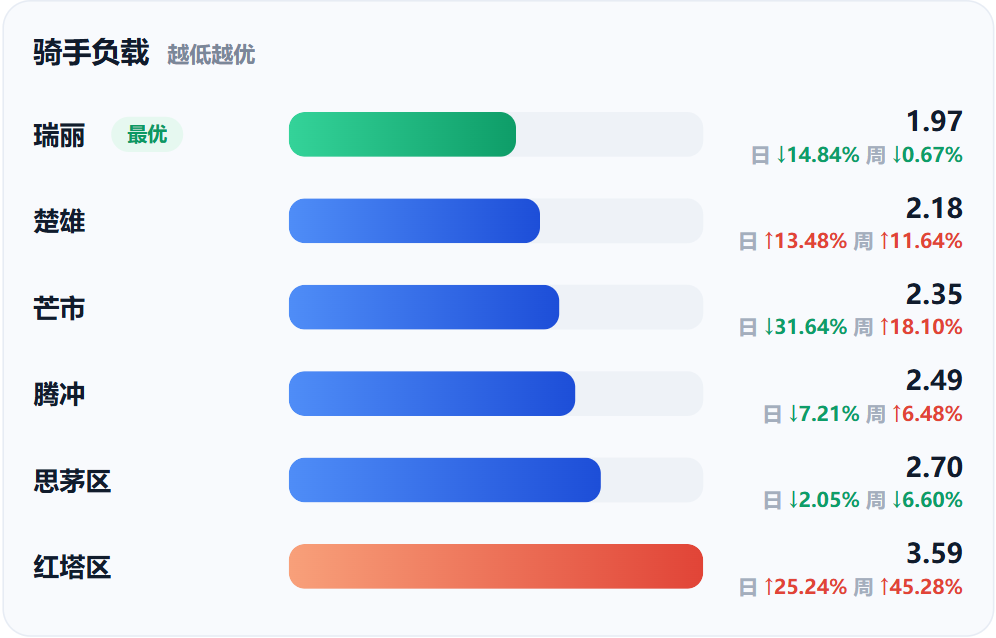 骑手负载 越低越优
瑞丽 最优 1.97
日 ↓14.84% 周 ↓0.67%
楚雄 2.18
日 ↑13.48% 周 ↑11.64%
芒市 2.35
日 ↓31.64% 周 ↑18.10%
腾冲 2.49
日 ↓7.21% 周 ↑6.48%
思茅区 2.70
日 ↓2.05% 周 ↓6.60%
红塔区 3.59
日 ↑25.24% 周 ↑45.28%